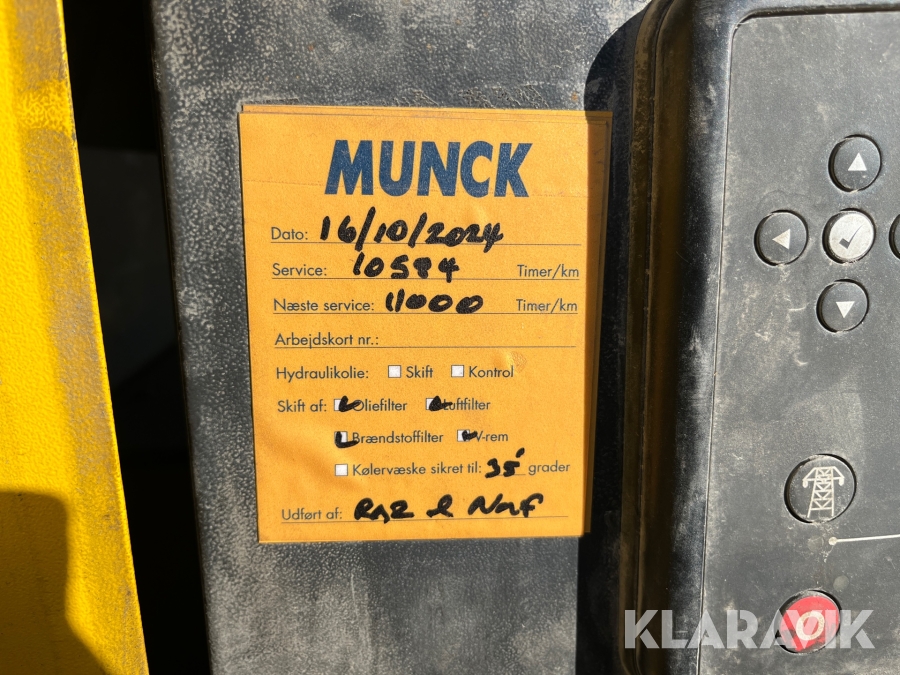 MUNCK
Dato: 16/10/2024
Service: 10584 Timer/km
Næste service: 11000 Timer/km
Arbejdskort nr.:
Hydraulikolie: Skift Kontrol
Skift af: Oliefilter Luftfilter
Brændstoffilter V-rem
Kølervæske sikret til: 35 grader
Udført af:
KLARAVIK